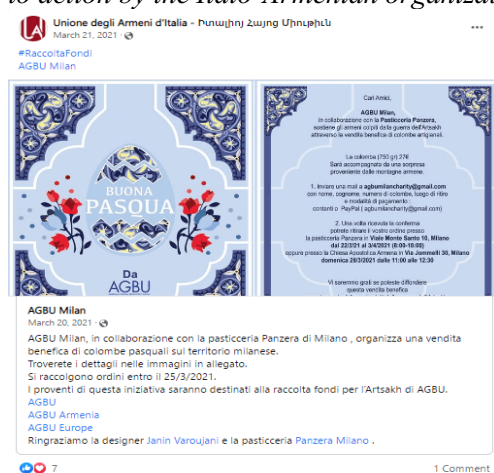 to action by the Italo-Armenian organiza
Unione degli Armeni d'Italia - Իտալիոյ Հայոց Միութիւն
March 21, 2021 ·
#RaccoltaFondi
AGBU Milan
BUONA
PASQUA
Da
AGBU
Cari Amici,
AGBU Milan,
in collaborazione con la Pasticceria Panzera,
sostiene gli armeni colpiti dalla guerra dell'Artsakh
attraverso la vendita benefica di colombe artigianali.
La colomba (750 gr) 27€
Sarà accompagnata da una sorpresa
proveniente dalle montagne armene.
1. Inviare una mail a agbumilancharity@gmail.com
con nome, cognome, numero di colombe, luogo di ritiro
e modalità di pagamento :
contanti o PayPal ( agbumilancharity@gmail.com)
2. Una volta ricevuta la conferma
potrete ritirare il vostro ordine presso
la pasticceria Panzera in Viale Monte Santo 10, Milano
dal 22/3/21 al 3/4/2021 (8:00-18:00)
oppure presso la Chiesa Apostolica Armena in Via Jommelli 30, Milano
domenica 28/3/2021 dalle 11:00 alle 12:30
Vi saremmo grati se poteste diffondere
questa vendita benefica
AGBU Milan
March 20, 2021 ·
AGBU Milan, in collaborazione con la pasticceria Panzera di Milano , organizza una vendita
benefica di colombe pasquali sul territorio milanese.
Troverete i dettagli nelle immagini in allegato.
Si raccolgono ordini entro il 25/3/2021.
I proventi di questa iniziativa saranno destinati alla raccolta fondi per l'Artsakh di AGBU.
AGBU
AGBU Armenia
AGBU Europe
Ringraziamo la designer Janin Varoujani e la pasticceria Panzera Milano .
7
1 Comment